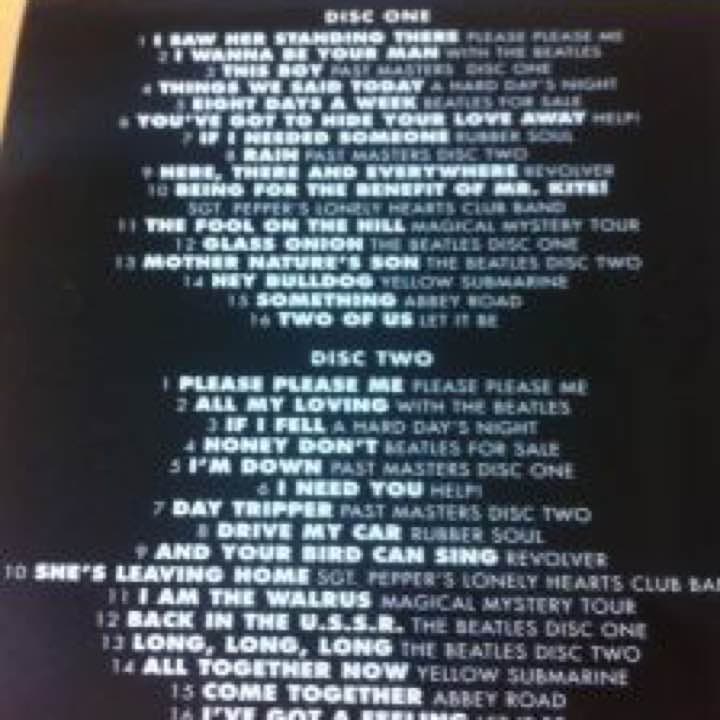 DISC ONE
1 I SAW HER STANDING THERE PLEASE PLEASE ME
2 I WANNA BE YOUR MAN WITH THE BEATLES
3 THIS BOY PAST MASTERS DISC ONE
4 THINGS WE SAID TODAY A HARD DAY'S NIGHT
5 EIGHT DAYS A WEEK BEATLES FOR SALE
6 YOU'VE GOT TO HIDE YOUR LOVE AWAY HELP!
7 IF I NEEDED SOMEONE RUBBER SOUL
8 RAIN PAST MASTERS DISC TWO
9 HERE, THERE AND EVERYWHERE REVOLVER
10 BEING FOR THE BENEFIT OF MR. KITE!
SGT. PEPPER'S LONELY HEARTS CLUB BAND
11 THE FOOL ON THE HILL MAGICAL MYSTERY TOUR
12 GLASS ONION THE BEATLES DISC ONE
13 MOTHER NATURE'S SON THE BEATLES DISC TWO
14 HEY BULLDOG YELLOW SUBMARINE
15 SOMETHING ABBEY ROAD
16 TWO OF US LET IT BE
DISC TWO
1 PLEASE PLEASE ME PLEASE PLEASE ME
2 ALL MY LOVING WITH THE BEATLES
3 IF I FELL A HARD DAY'S NIGHT
4 HONEY DON'T BEATLES FOR SALE
5 I'M DOWN PAST MASTERS DISC ONE
6 I NEED YOU HELP!
7 DAY TRIPPER PAST MASTERS DISC TWO
8 DRIVE MY CAR RUBBER SOUL
9 AND YOUR BIRD CAN SING REVOLVER
10 SHE'S LEAVING HOME SGT. PEPPER'S LONELY HEARTS CLUB BA
11 I AM THE WALRUS MAGICAL MYSTERY TOUR
12 BACK IN THE U.S.S.R. THE BEATLES DISC ONE
13 LONG, LONG, LONG THE BEATLES DISC TWO
14 ALL TOGETHER NOW YELLOW SUBMARINE
15 COME TOGETHER ABBEY ROAD
16 I'VE GOT A FEELING